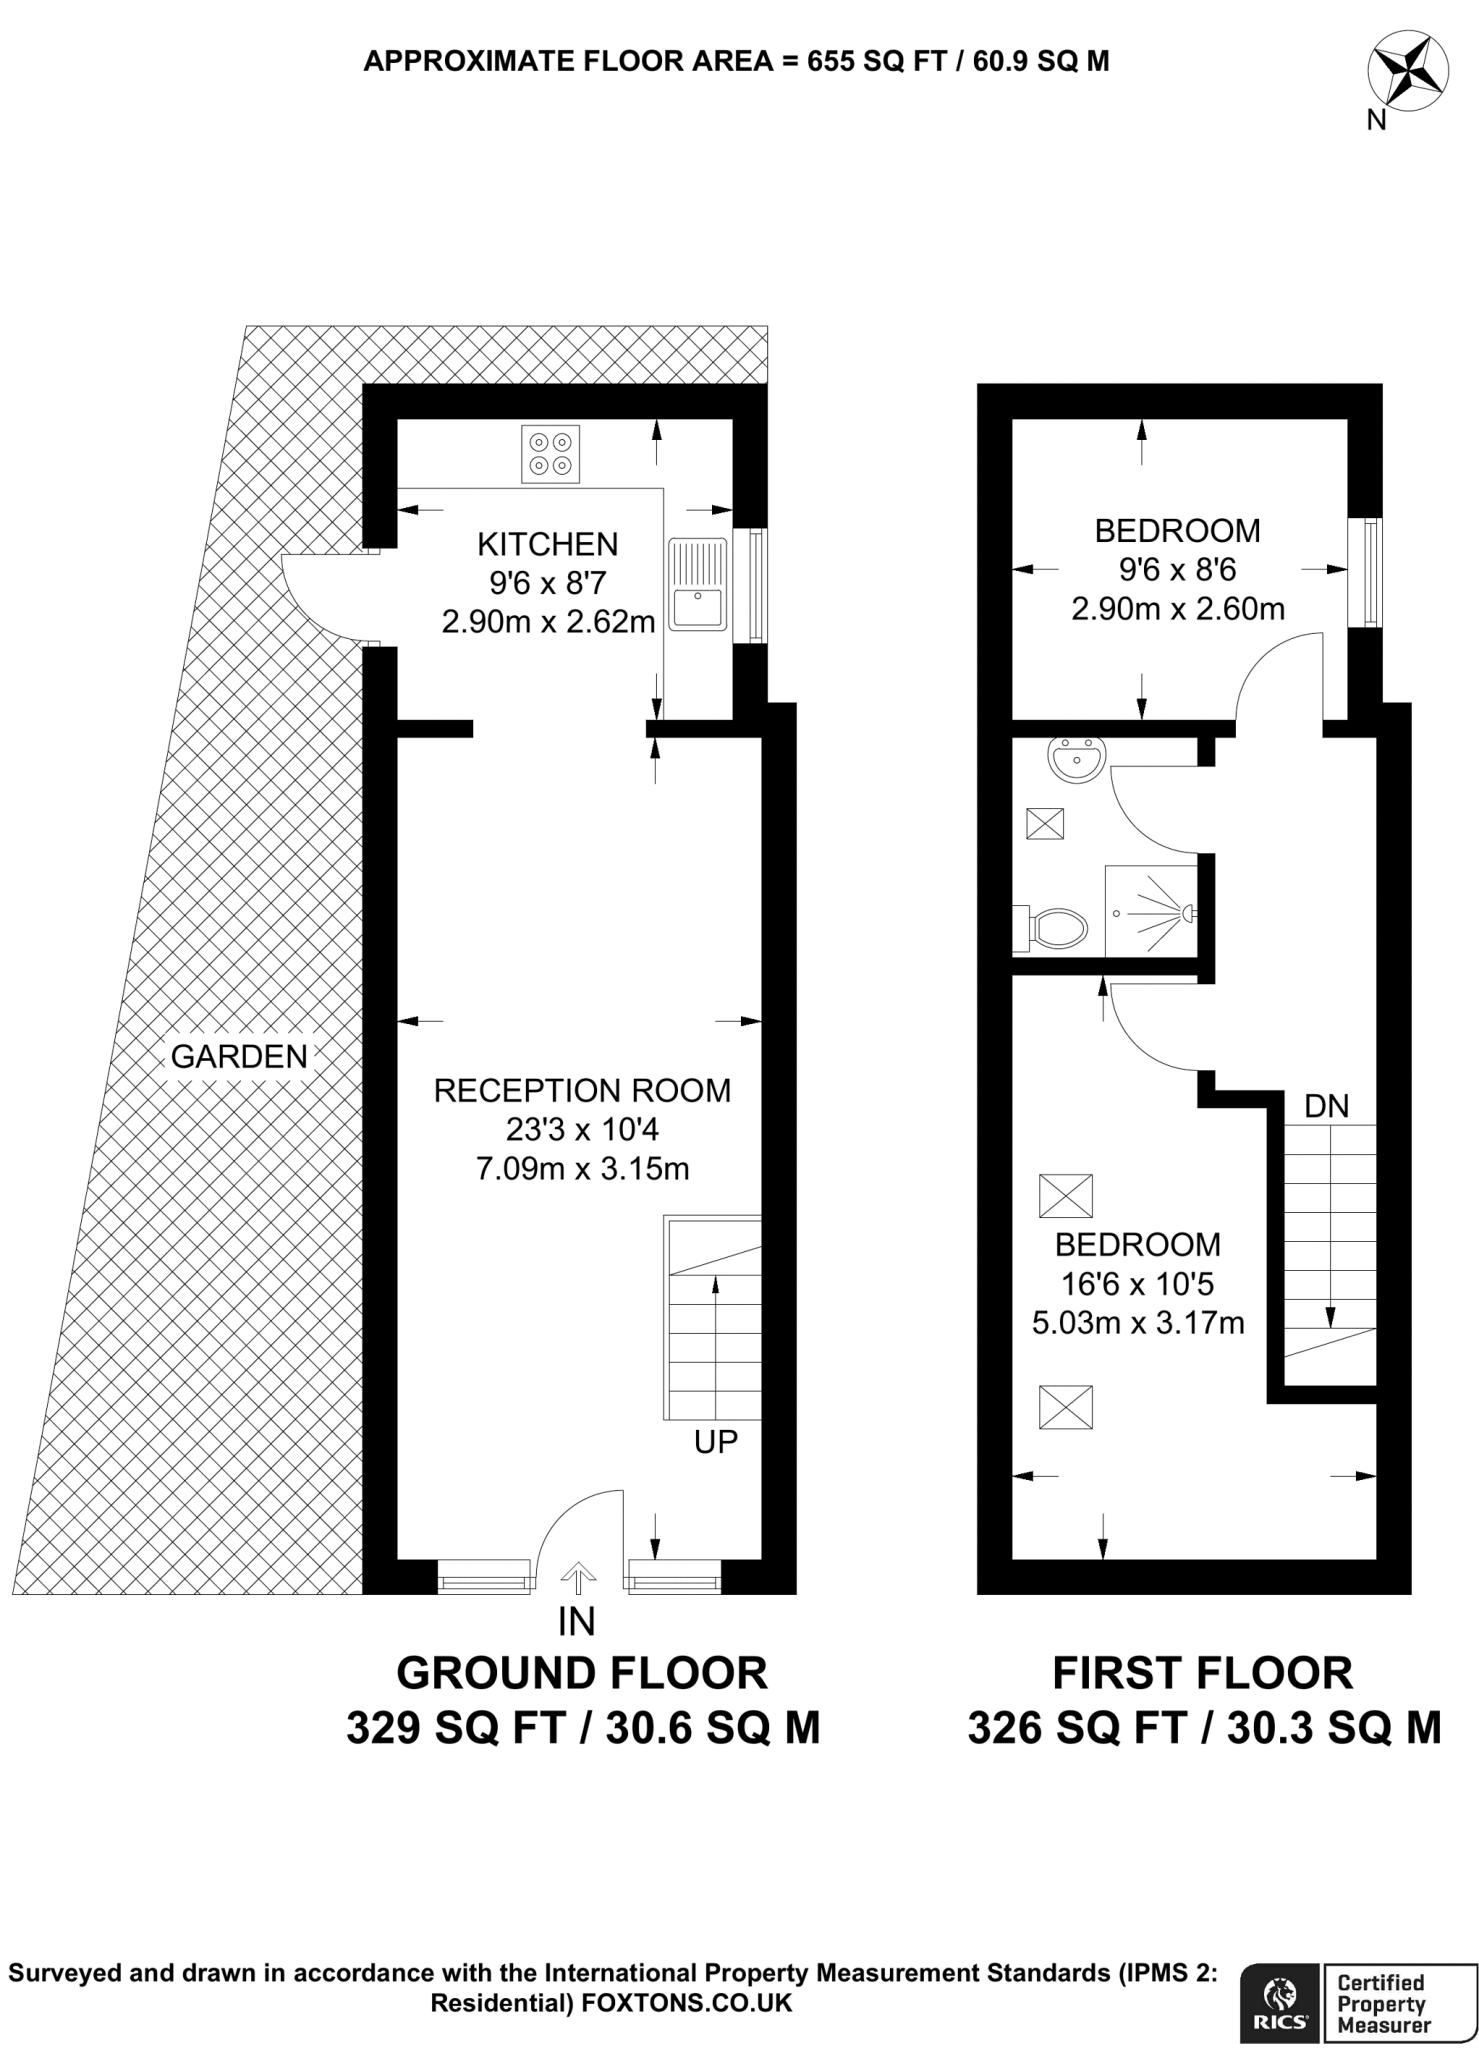 APPROXIMATE FLOOR AREA = 655 SQ FT / 60.9 SQ M
N
KITCHEN
9'6 x 8'7
2.90m x 2.62m
GARDEN
RECEPTION ROOM
23'3 x 10'4
7.09m x 3.15m
UP
IN
GROUND FLOOR
329 SQ FT / 30.6 SQ M
BEDROOM
9'6 x 8'6
2.90m x 2.60m
DN
BEDROOM
16'6 x 10'5
5.03m x 3.17m
FIRST FLOOR
326 SQ FT / 30.3 SQ M
Surveyed and drawn in accordance with the International Property Measurement Standards (IPMS 2:
Residential) FOXTONS.CO.UK
RICS
Certified
Property
Measurer